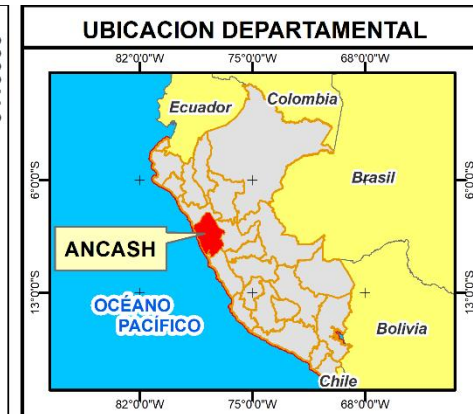 UBICACION DEPARTAMENTAL
82°0'0"S
75°0'0"S
68°0'0"S
Ecuador
Colombia
6°0'0"S
Brasil
6°0'0"S
ANCASH
13°0'0"S
OCÉANO
PACÍFICO
Bolivia
13°0'0"S
Chile
82°0'0"S
75°0'0"S
68°0'0"S